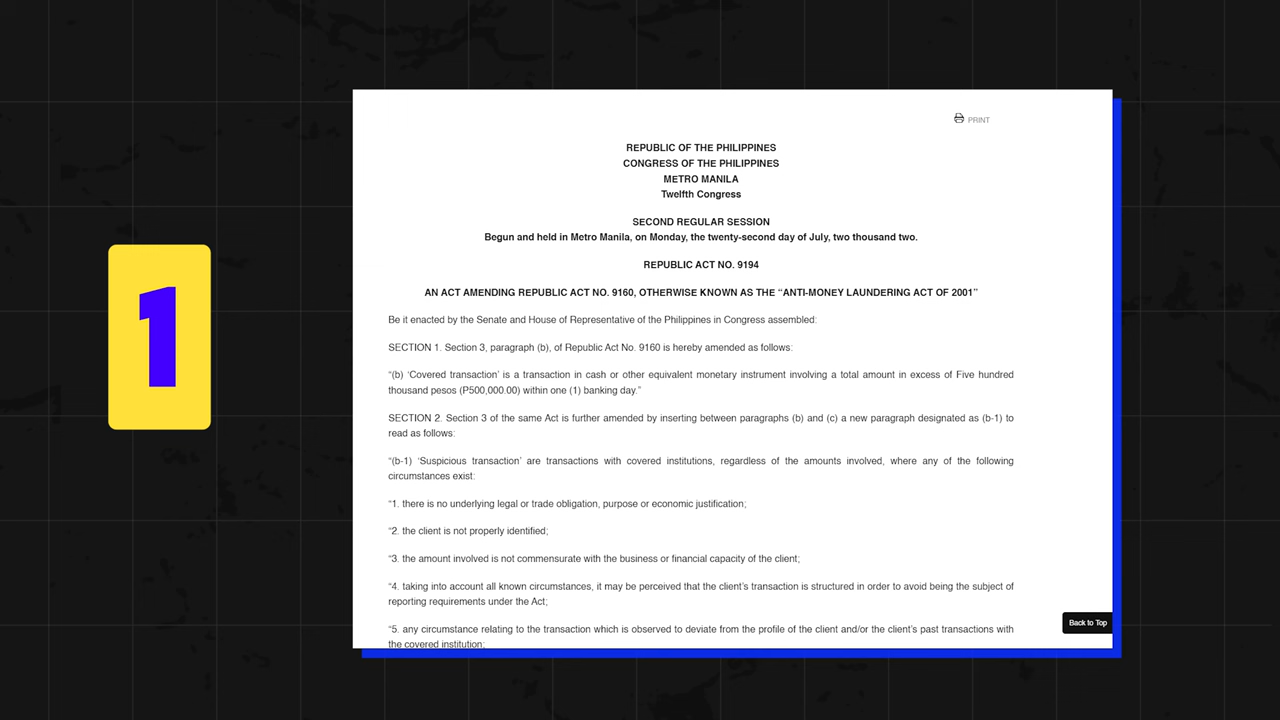 1
PRINT
REPUBLIC OF THE PHILIPPINES
CONGRESS OF THE PHILIPPINES
METRO MANILA
Twelfth Congress
SECOND REGULAR SESSION
Begun and held in Metro Manila, on Monday, the twenty-second day of July, two thousand two.
REPUBLIC ACT NO. 9194
AN ACT AMENDING REPUBLIC ACT NO. 9160, OTHERWISE KNOWN AS THE “ANTI-MONEY LAUNDERING ACT OF 2001”
Be it enacted by the Senate and House of Representative of the Philippines in Congress assembled:
SECTION 1. Section 3, paragraph (b), of Republic Act No. 9160 is hereby amended as follows:
“(b) ‘Covered transaction’ is a transaction in cash or other equivalent monetary instrument involving a total amount in excess of Five hundred
thousand pesos (P500,000.00) within one (1) banking day.”
SECTION 2. Section 3 of the same Act is further amended by inserting between paragraphs (b) and (c) a new paragraph designated as (b-1) to
read as follows:
“(b-1) ‘Suspicious transaction’ are transactions with covered institutions, regardless of the amounts involved, where any of the following
circumstances exist:
“1. there is no underlying legal or trade obligation, purpose or economic justification;
“2. the client is not properly identified;
“3. the amount involved is not commensurate with the business or financial capacity of the client;
“4. taking into account all known circumstances, it may be perceived that the client’s transaction is structured in order to avoid being the subject of
reporting requirements under the Act;
“5. any circumstance relating to the transaction which is observed to deviate from the profile of the client and/or the client’s past transactions with
the covered institution;
Back to Top